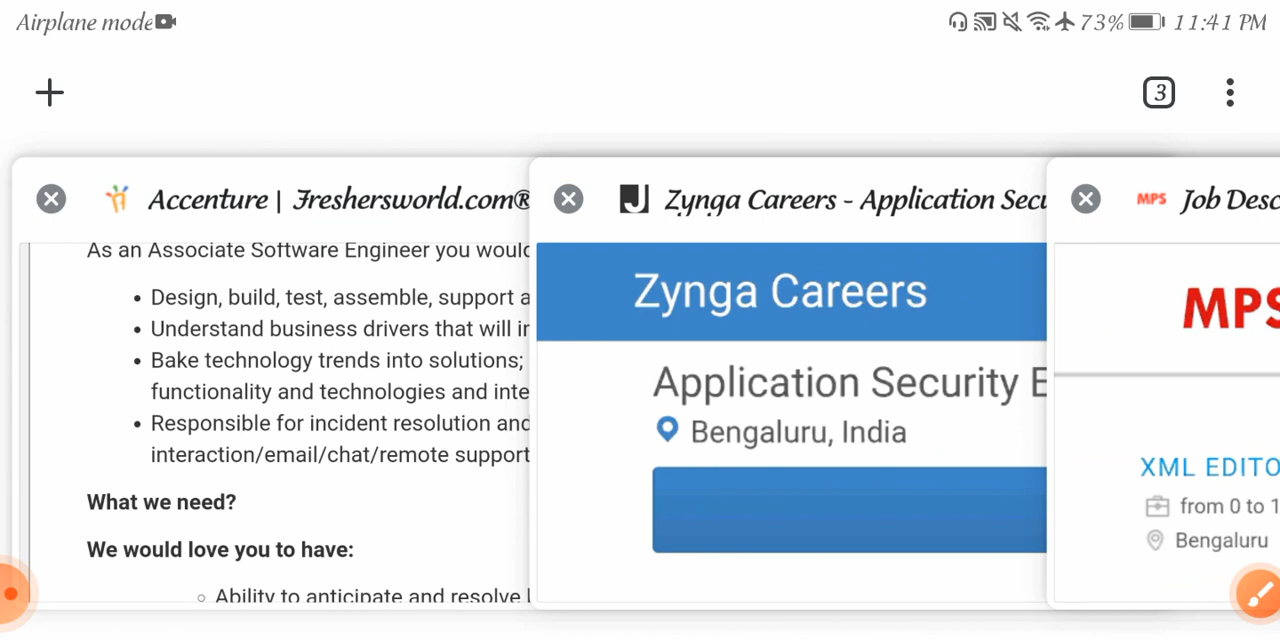 Airplane mode
73% 11:41 PM
3
Accenture | Freshersworld.com®
As an Associate Software Engineer you would
• Design, build, test, assemble, support a
• Understand business drivers that will in
• Bake technology trends into solutions;
functionality and technologies and inte
• Responsible for incident resolution and
interaction/email/chat/remote support
What we need?
We would love you to have:
○ Ability to anticipate and resolve
J
Zynga Careers - Application Secu
Zynga Careers
Application Security E
Bengaluru, India
MPS Job Desc
MPS
XML EDITO
from 0 to 1
Bengaluru